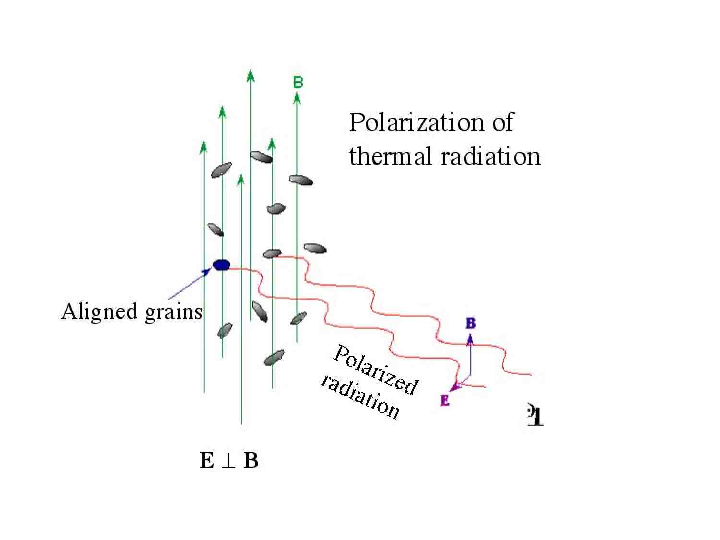 B
Polarization of
thermal radiation
Aligned grains
B
Polarized
radiation
E
E ⊥ B